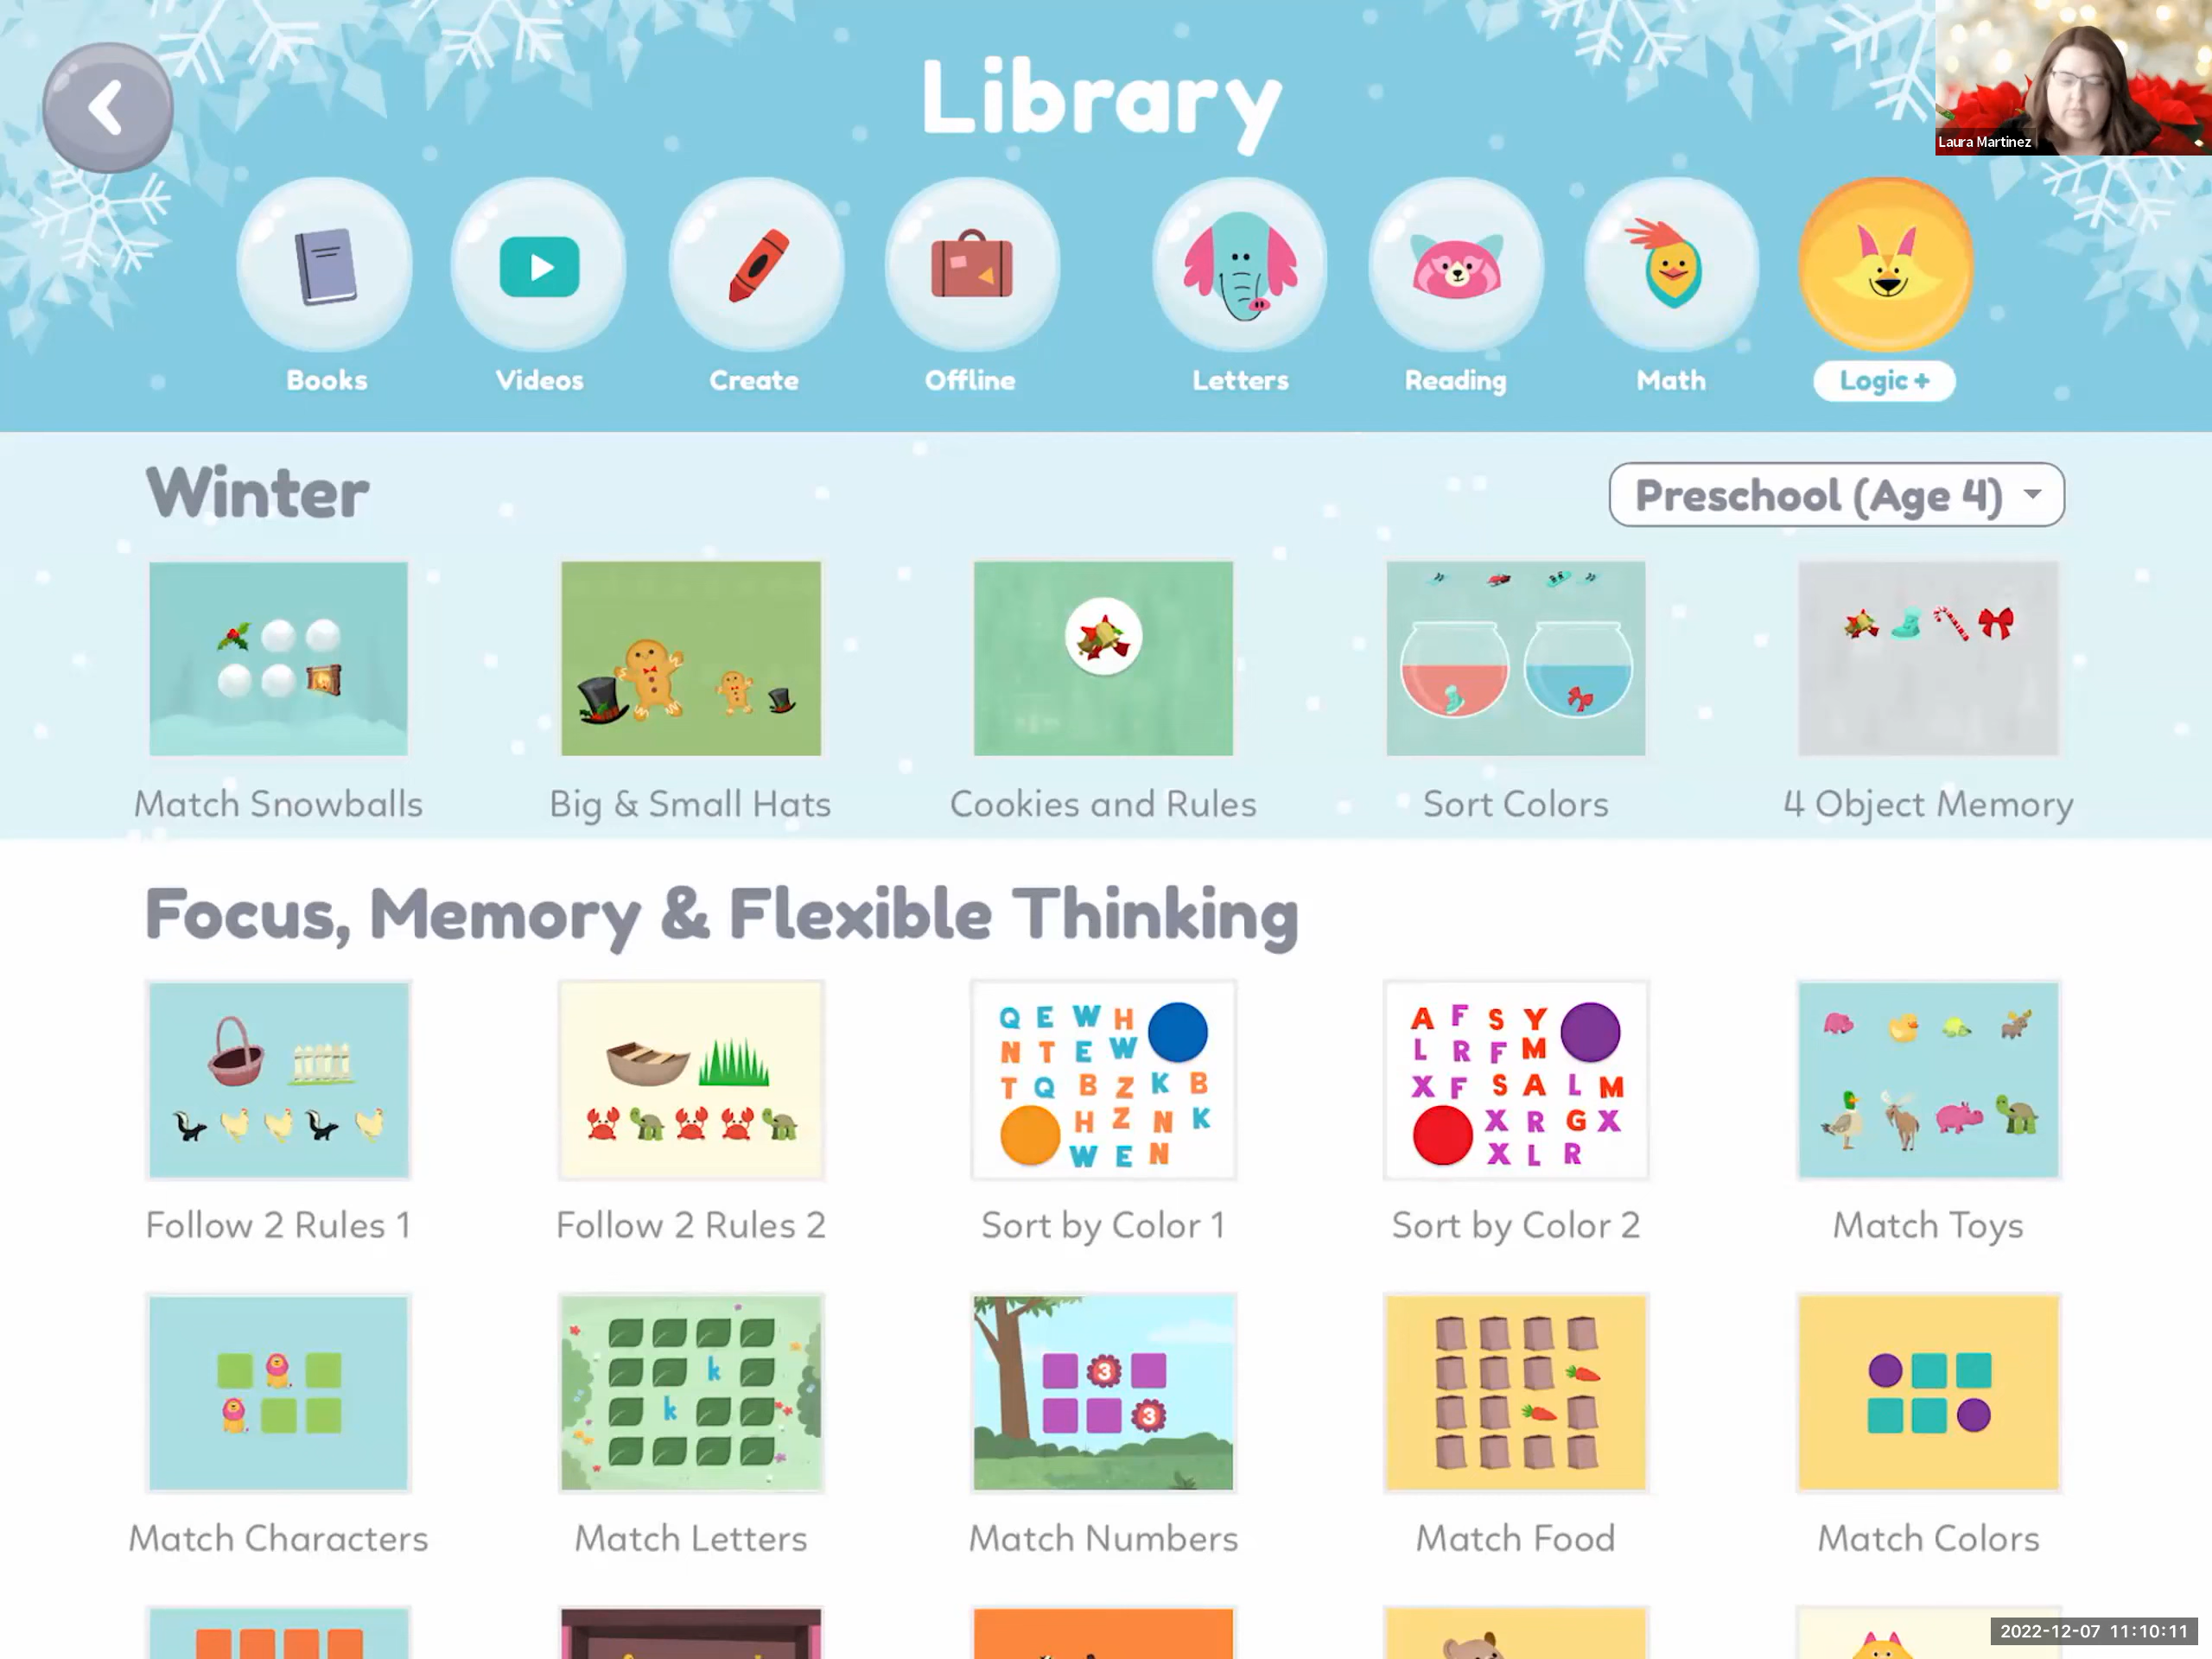 Library
Laura Martinez
Books
Videos
Create
Offline
Letters
Reading
Math
Logic +
Winter
Preschool (Age 4)
Match Snowballs
Big & Small Hats
Cookies and Rules
Sort Colors
4 Object Memory
Focus, Memory & Flexible Thinking
Q E W H
N T E W
T Q B Z K B
H Z N K
W E N
A F S Y
L R F M
X F S A L M
X R G X
X L R
Follow 2 Rules 1
Follow 2 Rules 2
Sort by Color 1
Sort by Color 2
Match Toys
k
k
3
3
Match Characters
Match Letters
Match Numbers
Match Food
Match Colors
2022-12-07 11:10:11